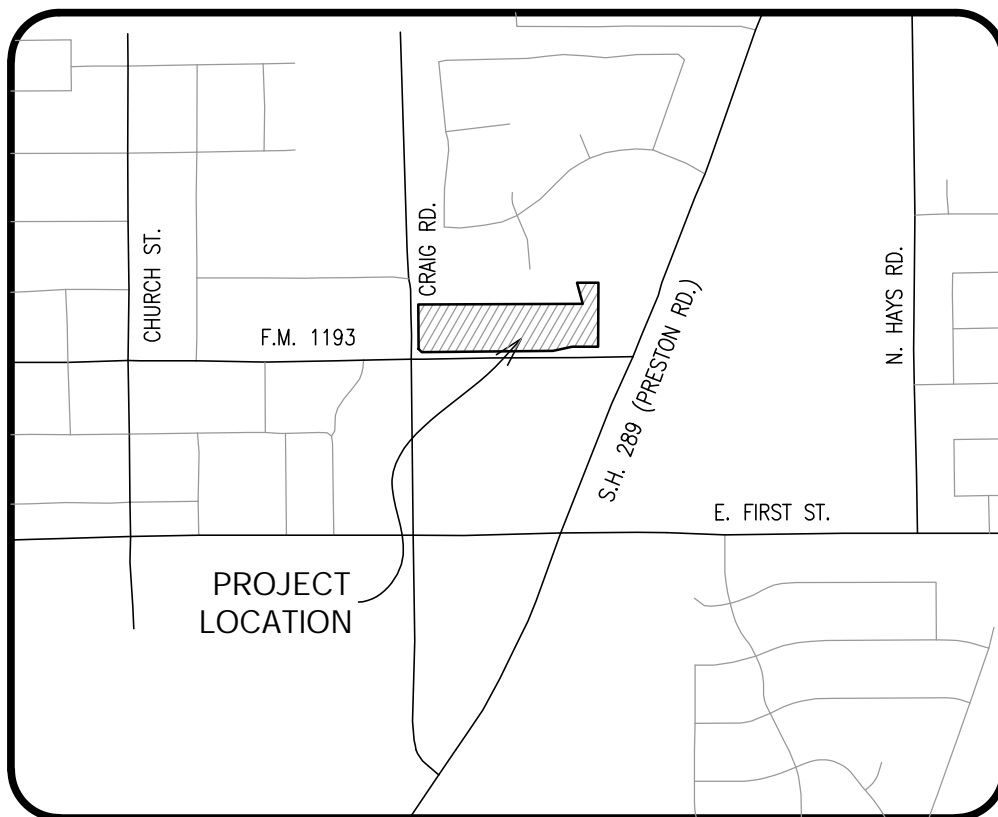 CRAIG RD.
CHURCH ST.
F.M. 1193
N. HAYS RD.
S.H. 289 (PRESTON RD.)
E. FIRST ST.
PROJECT
LOCATION